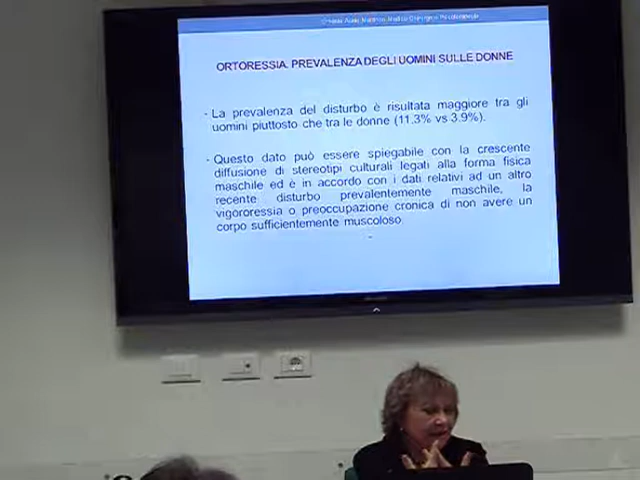 ORTORESSIA. PREVALENZA DEGLI UOMINI SULLE DONNE
· La prevalenza del disturbo è risultata maggiore tra gli
uomini piuttosto che tra le donne (11,3% vs 3.9%).
· Questo dato può essere spiegabile con la crescente
diffusione di stereotipi culturali legati alla forma fisica
maschile ed è in accordo con i dati relativi ad un altro
recente disturbo prevalentemente maschile, la
vigororessia o preoccupazione cronica di non avere un
corpo sufficientemente muscoloso